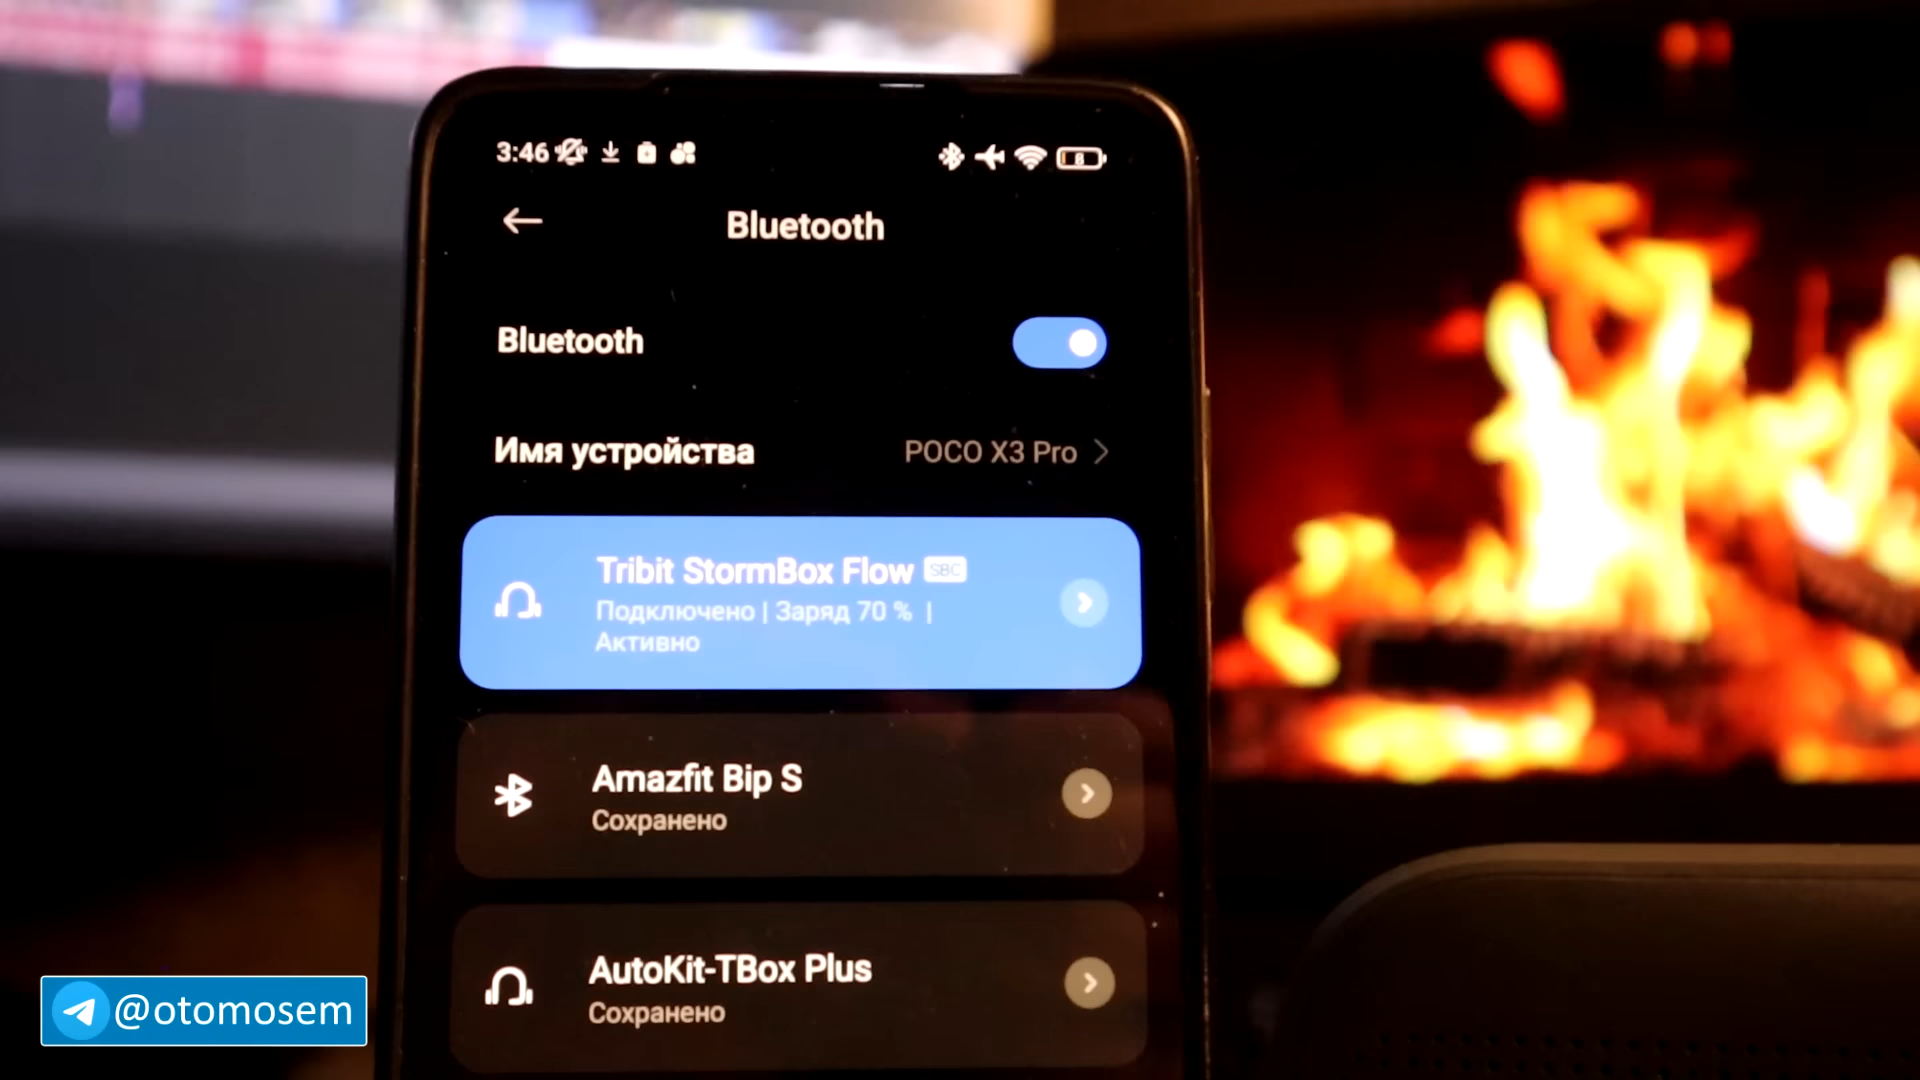 3:46
8
Bluetooth
Bluetooth
Имя устройства POCO X3 Pro
Tribit StormBox Flow SBC
Подключено | Заряд 70 % |
Активно
Amazfit Bip S
Сохранено
AutoKit-TBox Plus
Сохранено
@otomosem